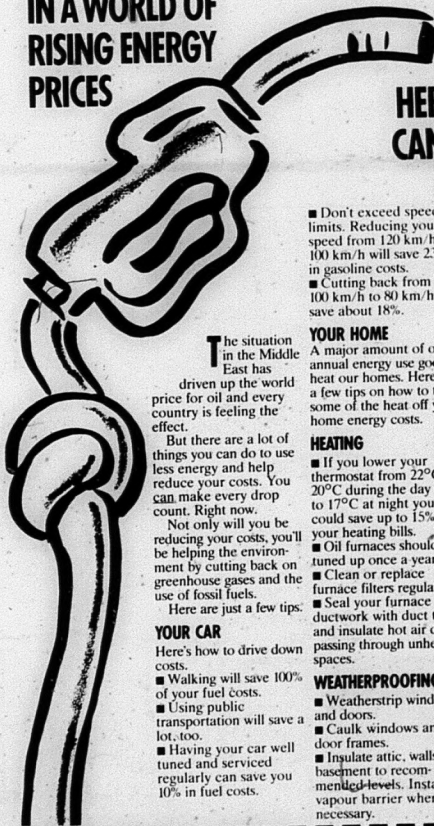 IN A WORLD OF
RISING ENERGY
PRICES
The situation
in the Middle
East has
driven up the world
price for oil and every
country is feeling the
effect.
But there are a lot of
things you can do to use
less energy and help
reduce your costs. You
can make every drop
count. Right now.
Not only will you be
reducing your costs, you'll
be helping the environ-
ment by cutting back on
greenhouse gases and the
use of fossil fuels.
Here are just a few tips.
YOUR CAR
Here's how to drive down
costs.
■ Walking will save 100%
of your fuel costs.
■ Using public
transportation will save a
lot, too.
■ Having your car well
tuned and serviced
regularly can save you
10% in fuel costs.
■ Don't exceed
limits. Reducing
speed from 120 km/h
100 km/h will save
in gasoline costs.
■ Cutting back from
100 km/h to 80 km/h
save about 18%.
YOUR HOME
A major amount of
annual energy use
heat our homes.
a few tips on how to
some of the heat off
home energy costs.
HEATING
■ If you lower your
thermostat from
20°C during the day
to 17°C at night you
could save up to 15%
your heating bills.
■ Oil furnaces
tuned up once a
■ Clean or replace
furnace filters
■ Seal your furnace
ductwork with duct
and insulate hot air
passing through
spaces.
WEATHERPROOFING
■ Weatherstrip
and doors.
■ Caulk windows
door frames.
■ Insulate attic,
basement to recom-
mended levels.
vapour barrier
necessary.